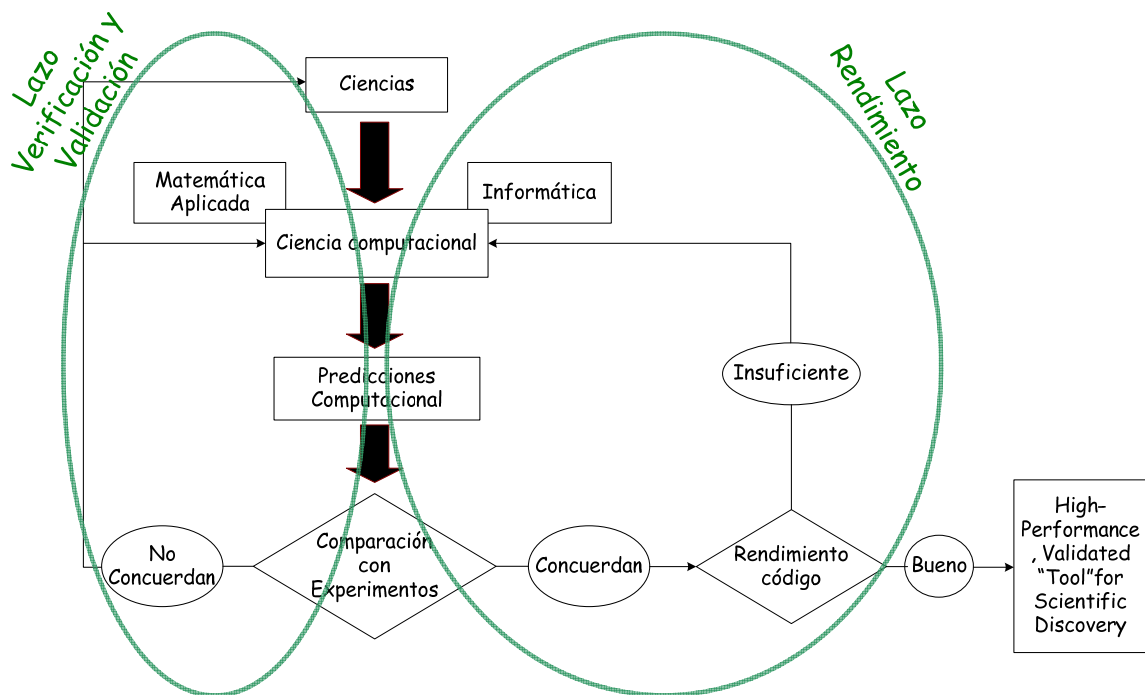 Lazo
Verificación y
Validación
Lazo
Rendimiento
Ciencias
Matemática
Aplicada
Informática
Ciencia computacional
Predicciones
Computacional
Insuficiente
No
Concuerdan
Comparación
con
Experimentos
Concuerdan
Rendimiento
código
Bueno
High-
Performance
, Validated
“Tool”for
Scientific
Discovery